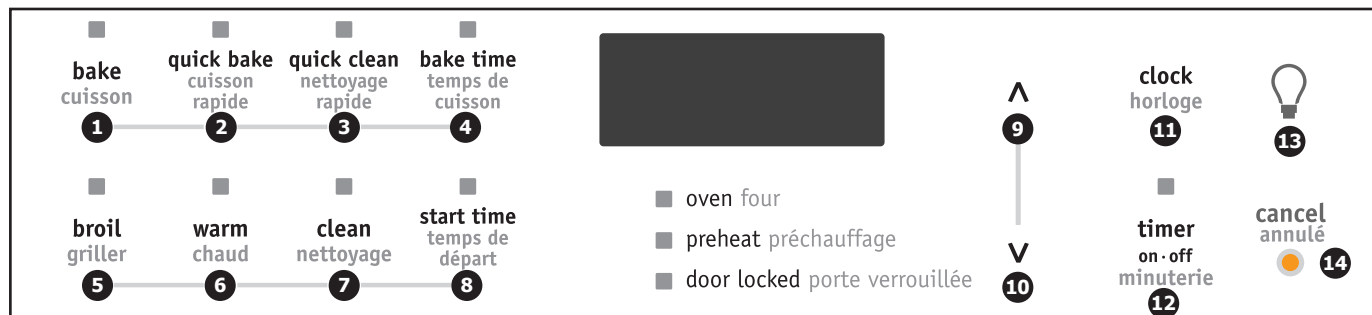 bake
cuisson
1
quick bake
cuisson
rapide
2
quick clean
nettoyage
rapide
3
bake time
temps de
cuisson
4
broil
griller
5
warm
chaud
6
clean
nettoyage
7
start time
temps de
départ
8
oven four
preheat préchauffage
door locked porte verrouillée
9
10
clock
horloge
11
timer
on·off
minuterie
12
13
cancel
annulé
14